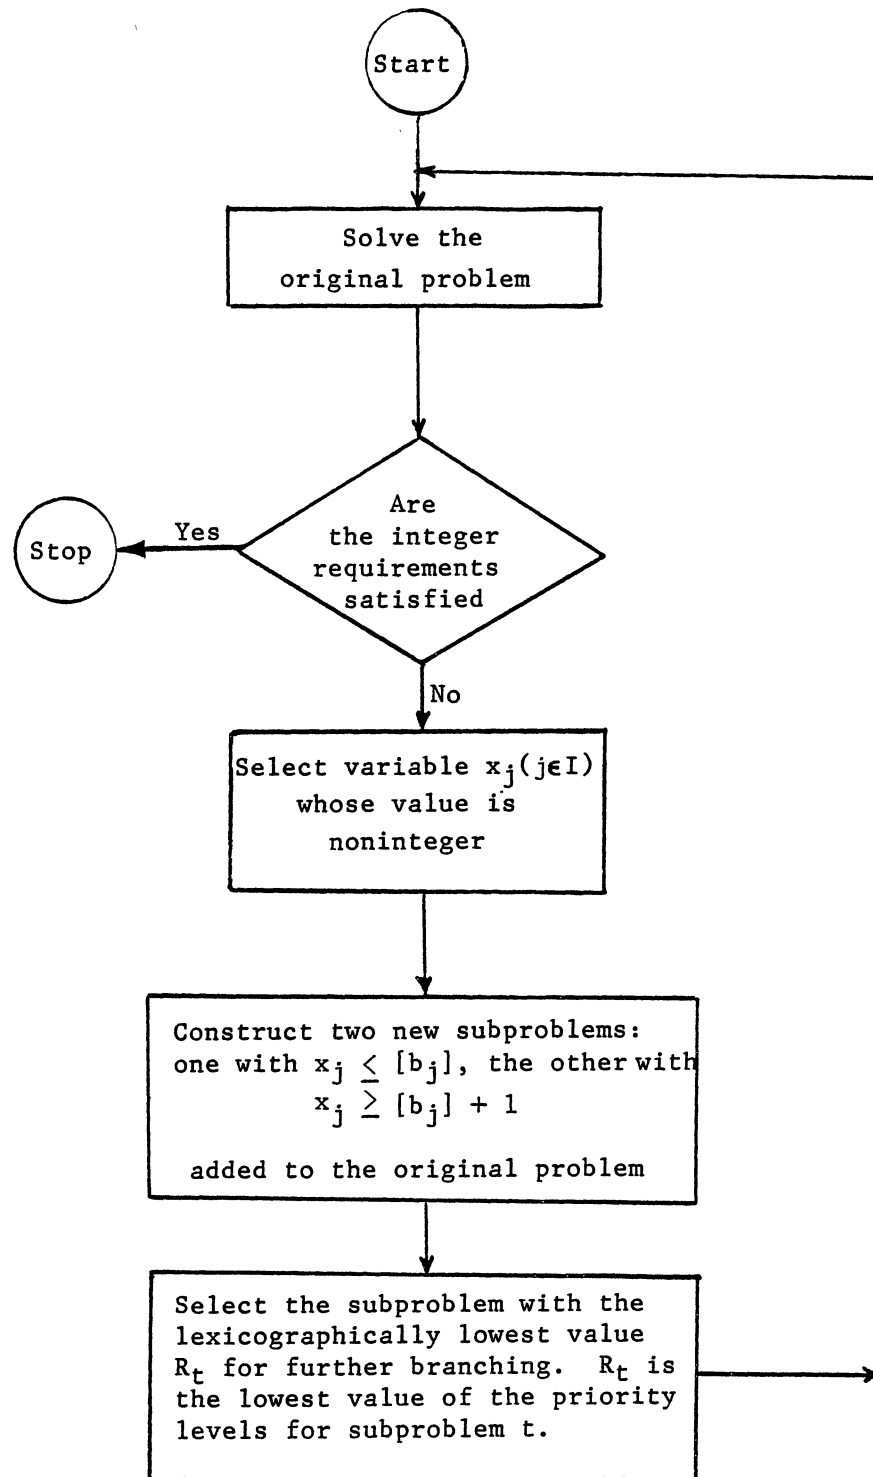 Start
Solve the
original problem
Are
the integer
requirements
satisfied
Yes
Stop
No
Select variable x_j(jϵI)
whose value is
noninteger
Construct two new subproblems:
one with x_j ≤ [b_j], the other with
x_j ≥ [b_j] + 1
added to the original problem
Select the subproblem with the
lexicographically lowest value
R_t for further branching. R_t is
the lowest value of the priority
levels for subproblem t.